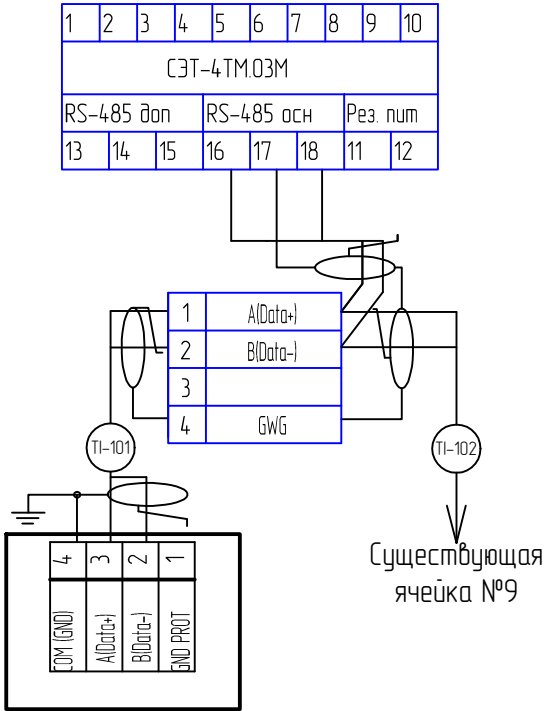 1 2 3 4 5 6 7 8 9 10
СЭТ-4ТМ.03М
RS-485 доп RS-485 осн Рез. пит
13 14 15 16 17 18 11 12
1 A(Data+)
2 B(Data-)
3
4 GWG
TI-101
TI-102
Существующая
ячейка №9
4 3 2 1
COM (GND)
A(Data+)
B(Data-)
GND PROT